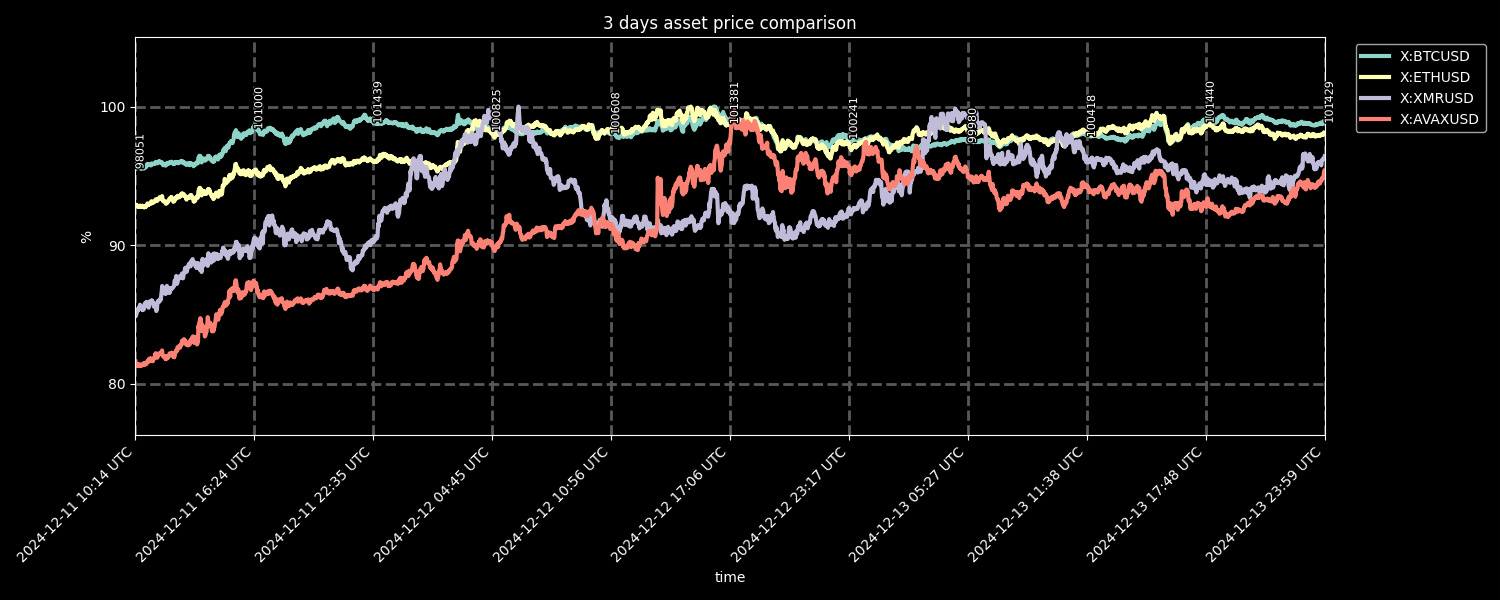 3 days asset price comparison
X:BTCUSD
X:ETHUSD
X:XMRUSD
X:AVAXUSD
100
90
80
%
98051
101000
101439
100825
100608
101381
100241
99980
100418
101440
101429
2024-12-11 10:14 UTC
2024-12-11 16:24 UTC
2024-12-11 22:35 UTC
2024-12-12 04:45 UTC
2024-12-12 10:56 UTC
2024-12-12 17:06 UTC
2024-12-12 23:17 UTC
2024-12-13 05:27 UTC
2024-12-13 11:38 UTC
2024-12-13 17:48 UTC
2024-12-13 23:59 UTC
time